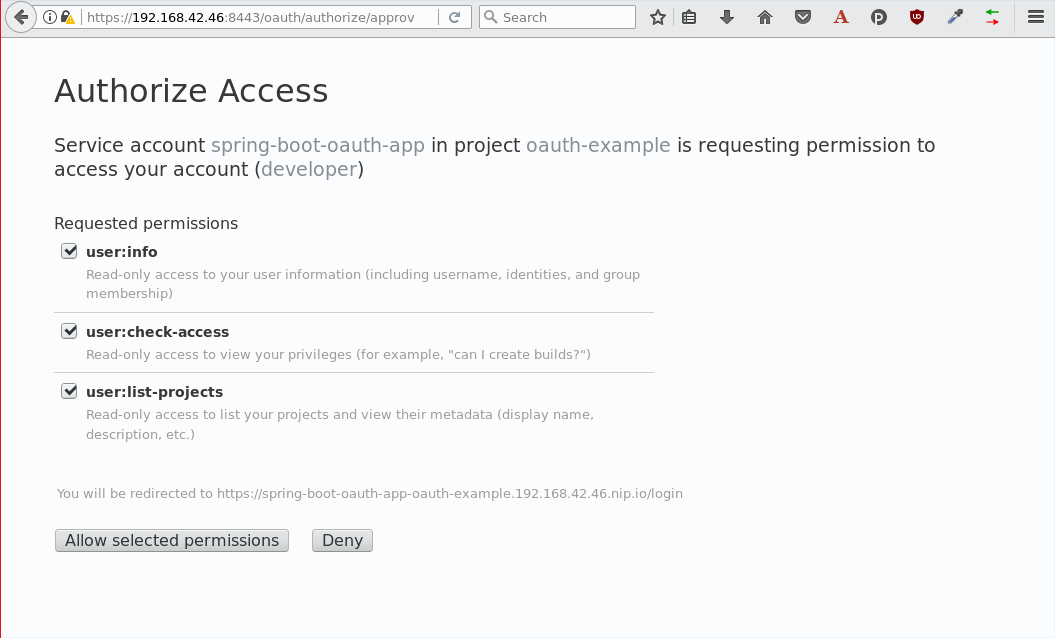 https://192.168.42.46:8443/oauth/authorize/approv
Search
Authorize Access
Service account spring-boot-oauth-app in project oauth-example is requesting permission to
access your account (developer)
Requested permissions
user:info
Read-only access to your user information (including username, identities, and group
membership)
user:check-access
Read-only access to view your privileges (for example, "can I create builds?")
user:list-projects
Read-only access to list your projects and view their metadata (display name,
description, etc.)
You will be redirected to https://spring-boot-oauth-app-oauth-example.192.168.42.46.nip.io/login
Allow selected permissions
Deny